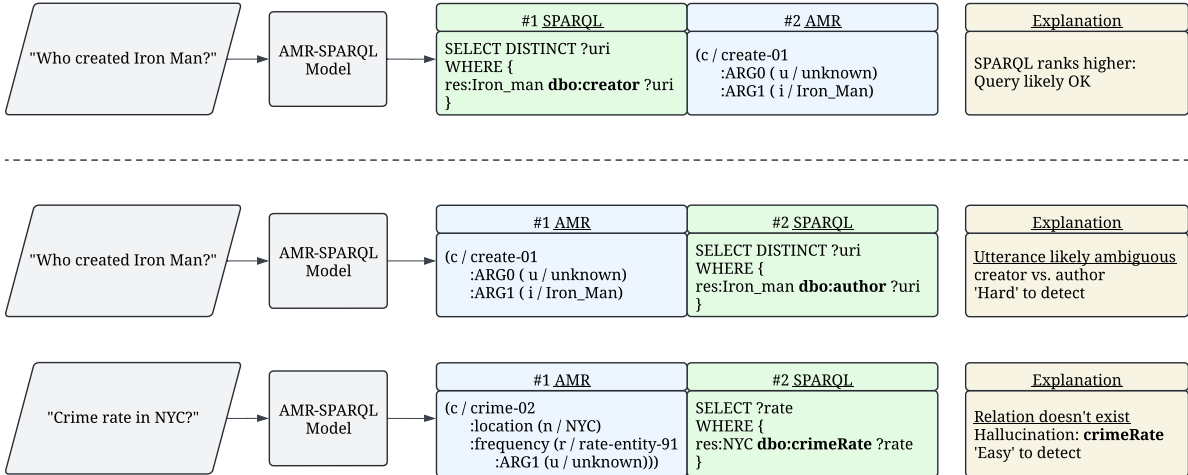 "Who created Iron Man?"
AMR-SPARQL
Model
#1 SPARQL
SELECT DISTINCT ?uri
WHERE {
res:Iron_man dbo:creator ?uri
}
#2 AMR
(c / create-01
:ARG0 ( u / unknown)
:ARG1 ( i / Iron_Man)
Explanation
SPARQL ranks higher:
Query likely OK
"Who created Iron Man?"
AMR-SPARQL
Model
#1 AMR
(c / create-01
:ARG0 ( u / unknown)
:ARG1 ( i / Iron_Man)
#2 SPARQL
SELECT DISTINCT ?uri
WHERE {
res:Iron_man dbo:author ?uri
}
Explanation
Utterance likely ambiguous
creator vs. author
'Hard' to detect
"Crime rate in NYC?"
AMR-SPARQL
Model
#1 AMR
(c / crime-02
:location (n / NYC)
:frequency (r / rate-entity-91
:ARG1 (u / unknown)))
#2 SPARQL
SELECT ?rate
WHERE {
res:NYC dbo:crimeRate ?rate
}
Explanation
Relation doesn't exist
Hallucination: crimeRate
'Easy' to detect